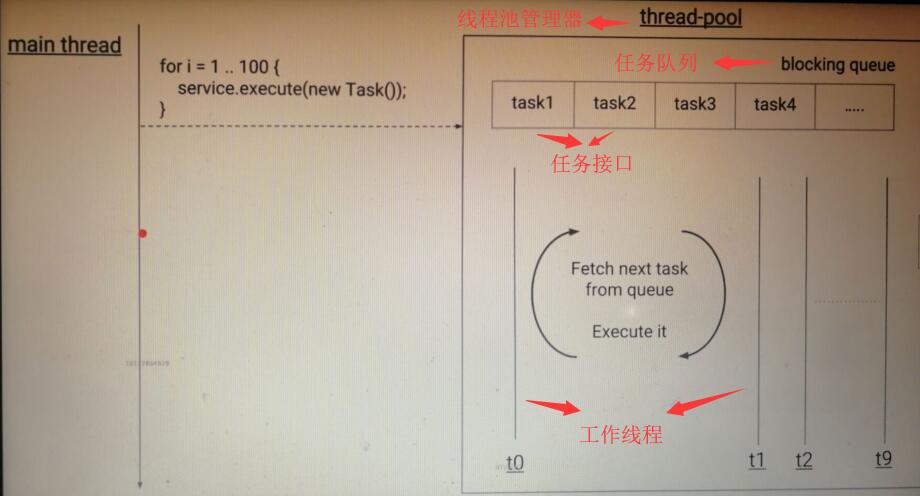 线程池管理器
thread-pool
main thread
for i = 1 .. 100 {
service.execute(new Task());
}
任务队列
blocking queue
task1
task2
task3
task4
.....
任务接口
Fetch next task
from queue
Execute it
工作线程
t0
t1
t2
t9